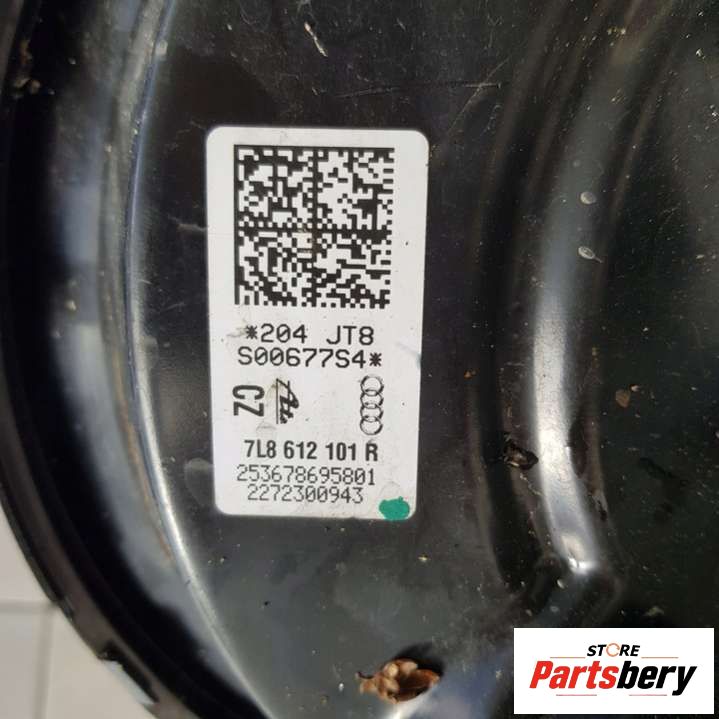 *204 JT8
S00677S4*
CZ
7L8 612 101 R
253678695801
2272300943
STORE
Partsbery